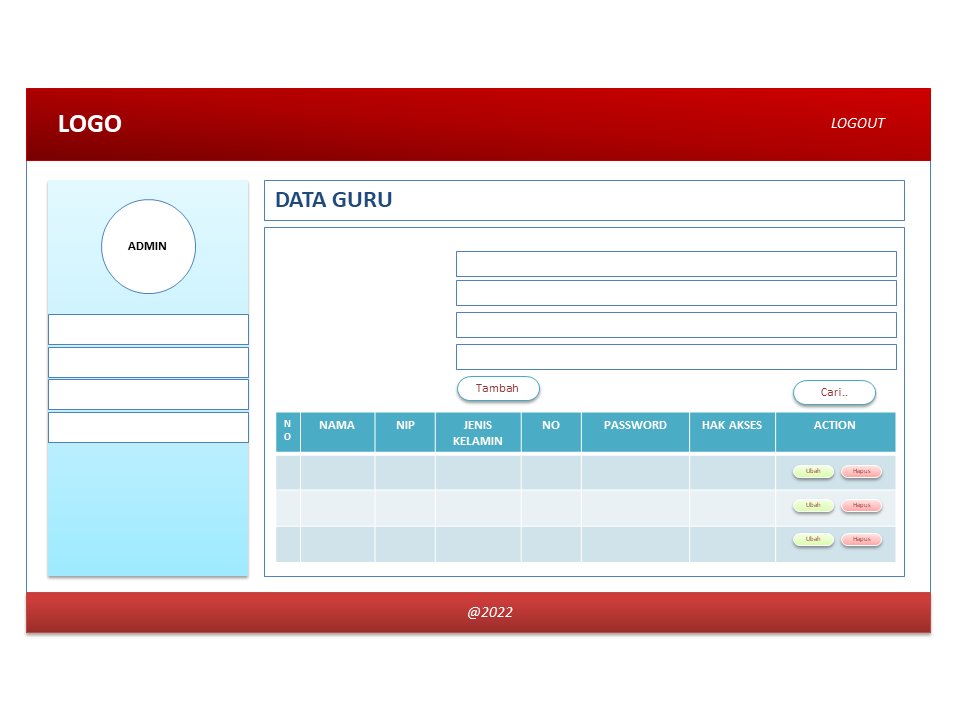 LOGO
LOGOUT
DATA GURU
ADMIN
Tambah
Cari..
N
O
NAMA
NIP
JENIS
KELAMIN
NO
PASSWORD
HAK AKSES
ACTION
Ubah
Hapus
Ubah
Hapus
Ubah
Hapus
@2022